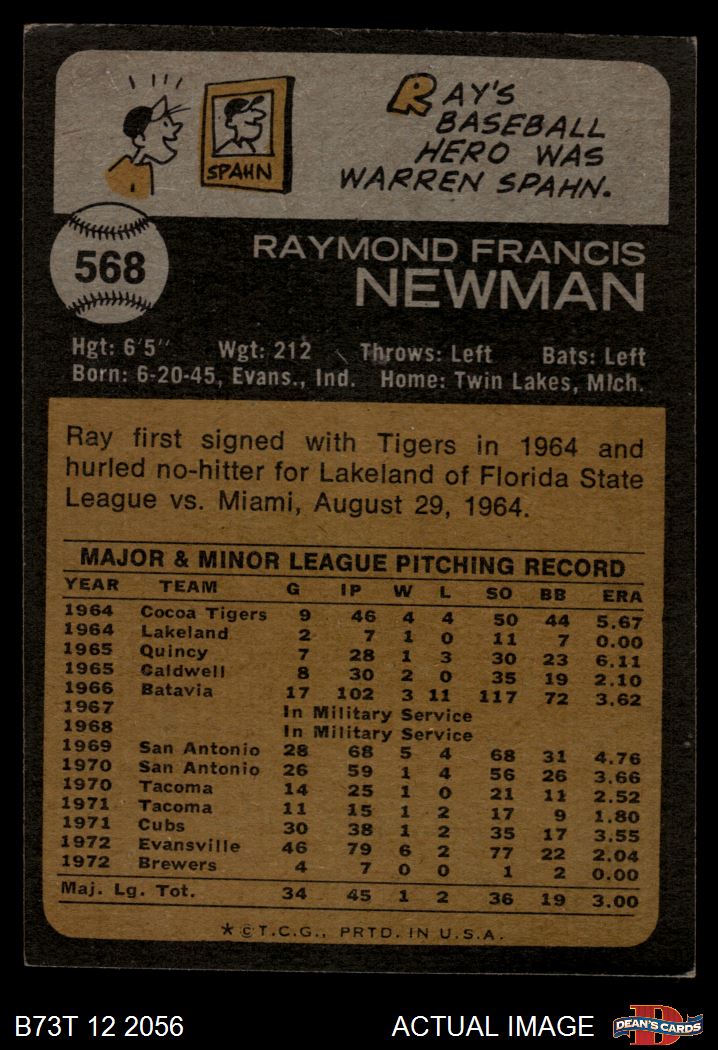 RAY'S
BASEBALL
HERO WAS
WARREN SPAHN.
SPAHN
568
RAYMOND FRANCIS
NEWMAN
Hgt: 6'5" Wgt: 212 Throws: Left Bats: Left
Born: 6-20-45, Evans., Ind. Home: Twin Lakes, Mich.
Ray first signed with Tigers in 1964 and
hurled no-hitter for Lakeland of Florida State
League vs. Miami, August 29, 1964.
MAJOR & MINOR LEAGUE PITCHING RECORD
YEAR TEAM G IP W L SO BB ERA
1964 Cocoa Tigers 9 46 4 4 50 44 5.67
1964 Lakeland 2 7 1 0 11 7 0.00
1965 Quincy 7 28 1 3 30 23 6.11
1965 Caldwell 8 30 2 0 35 19 2.10
1966 Batavia 17 102 3 11 117 72 3.62
1967 In Military Service
1968 In Military Service
1969 San Antonio 28 68 5 4 68 31 4.76
1970 San Antonio 26 59 1 4 56 26 3.66
1970 Tacoma 14 25 1 0 21 11 2.52
1971 Tacoma 11 15 1 2 17 9 1.80
1971 Cubs 30 38 1 2 35 17 3.55
1972 Evansville 46 79 6 2 77 22 2.04
1972 Brewers 4 7 0 0 1 2 0.00
Maj. Lg. Tot. 34 45 1 2 36 19 3.00
*©T.C.G., PRTD. IN U.S.A.
B73T 12 2056 ACTUAL IMAGE DEAN'S CARDS